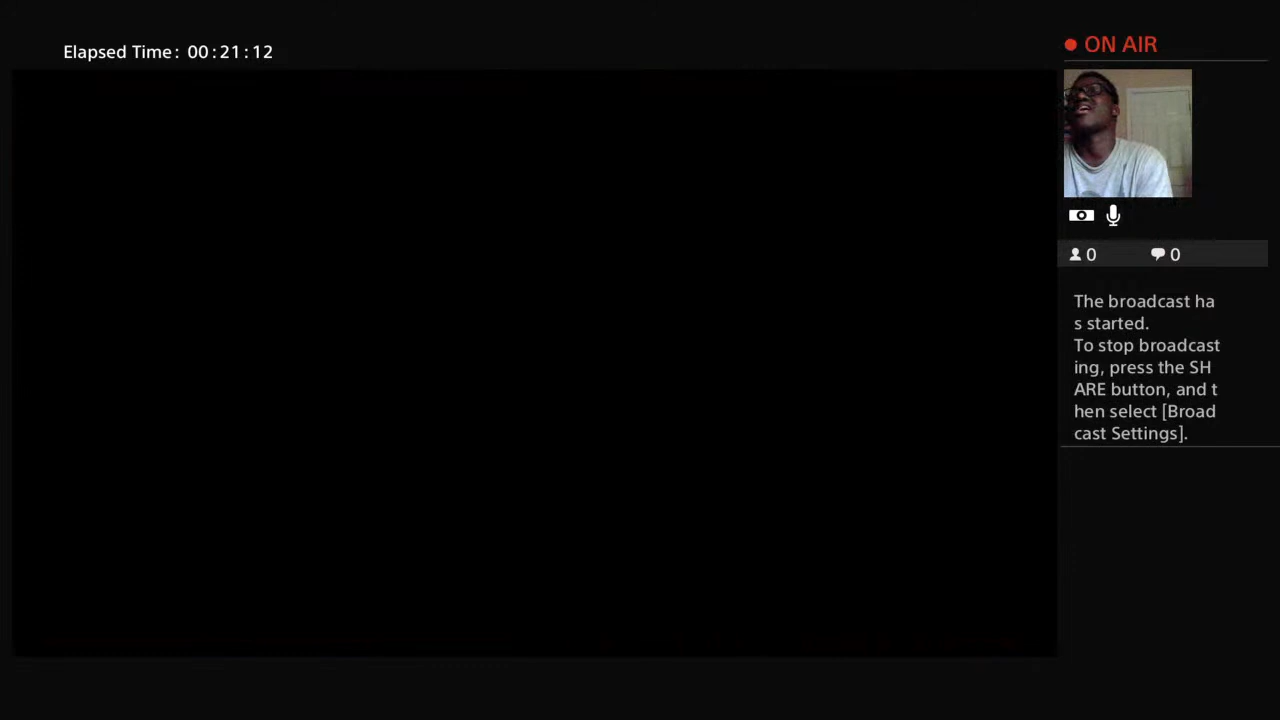 Elapsed Time: 00:21:12
ON AIR
0 0
The broadcast ha
s started.
To stop broadcast
ing, press the SH
ARE button, and t
hen select [Broad
cast Settings].